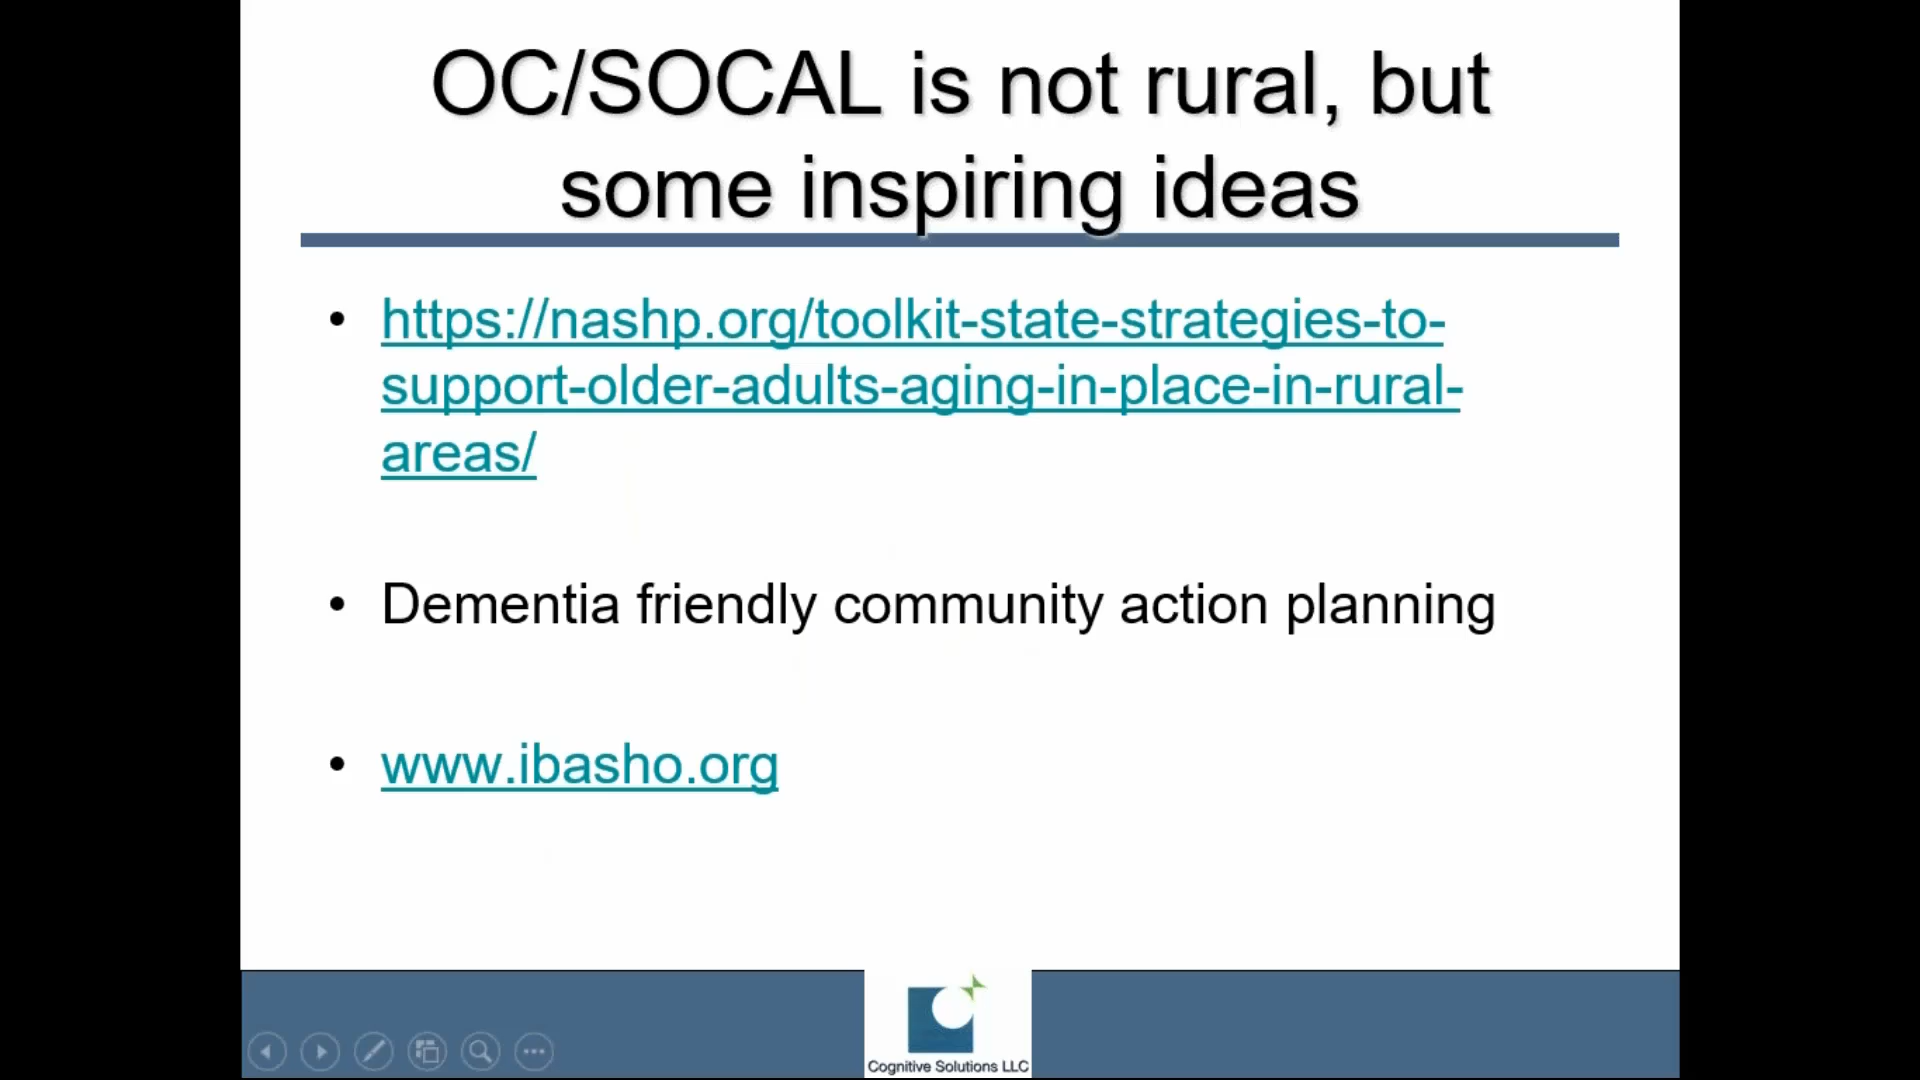 OC/SOCAL is not rural, but
some inspiring ideas
• https://nashp.org/toolkit-state-strategies-to-
support-older-adults-aging-in-place-in-rural-
areas/
• Dementia friendly community action planning
• www.ibasho.org
Cognitive Solutions LLC